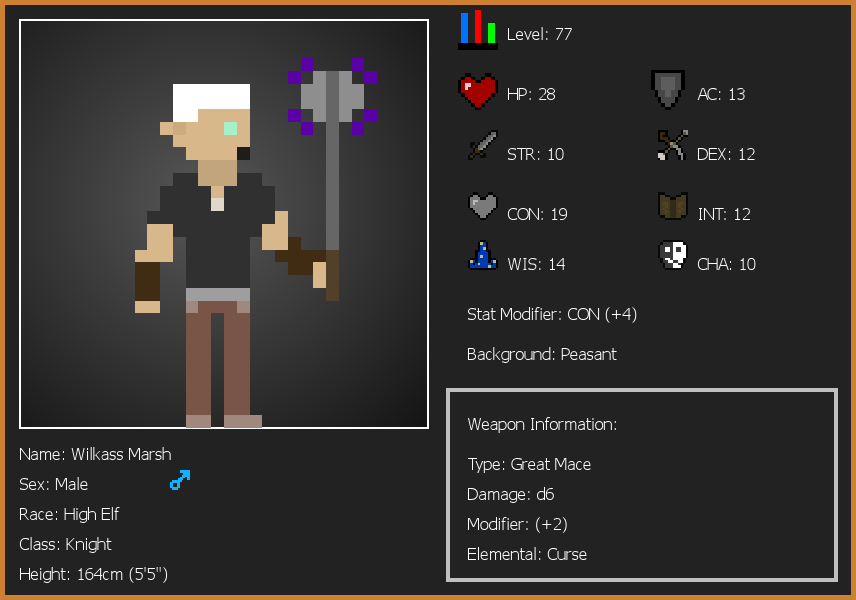 Level: 77
HP: 28
AC: 13
STR: 10
DEX: 12
CON: 19
INT: 12
WIS: 14
CHA: 10
Stat Modifier: CON (+4)
Background: Peasant
Weapon Information:
Type: Great Mace
Damage: d6
Modifier: (+2)
Elemental: Curse
Name: Wilkass Marsh
Sex: Male
Race: High Elf
Class: Knight
Height: 164cm (5'5")